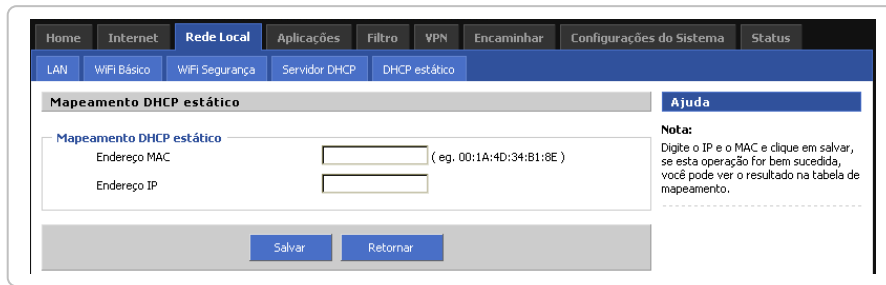 Home Internet Rede Local Aplicações Filtro VPN Encaminhar Configurações do Sistema Status
LAN WiFi Básico WiFi Segurança Servidor DHCP DHCP estático
Mapeamento DHCP estático
Mapeamento DHCP estático
Endereço MAC ( eg. 00:1A:4D:34:B1:8E )
Endereço IP
Salvar Retornar
Ajuda
Nota:
Digite o IP e o MAC e clique em salvar,
se esta operação for bem sucedida,
você pode ver o resultado na tabela de
mapeamento.